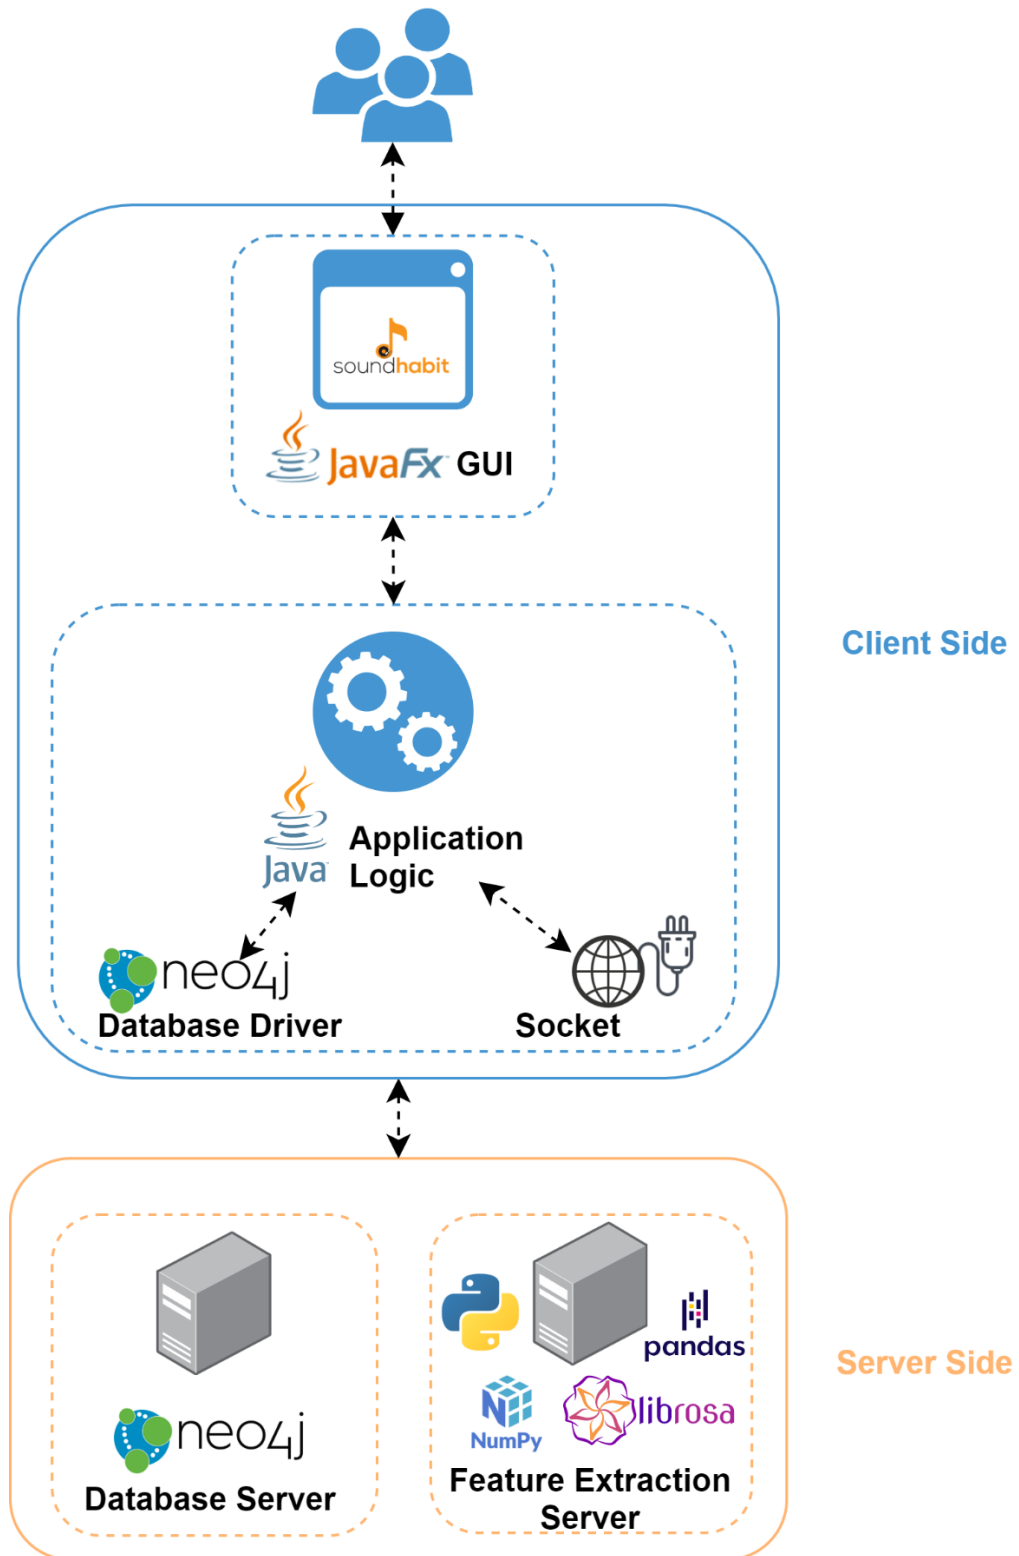 soundhabit
JavaFx GUI
Client Side
Application
Java
Logic
neo4j
Database Driver
Socket
pandas
Server Side
NumPy
librosa
neo4j
Database Server
Feature Extraction
Server